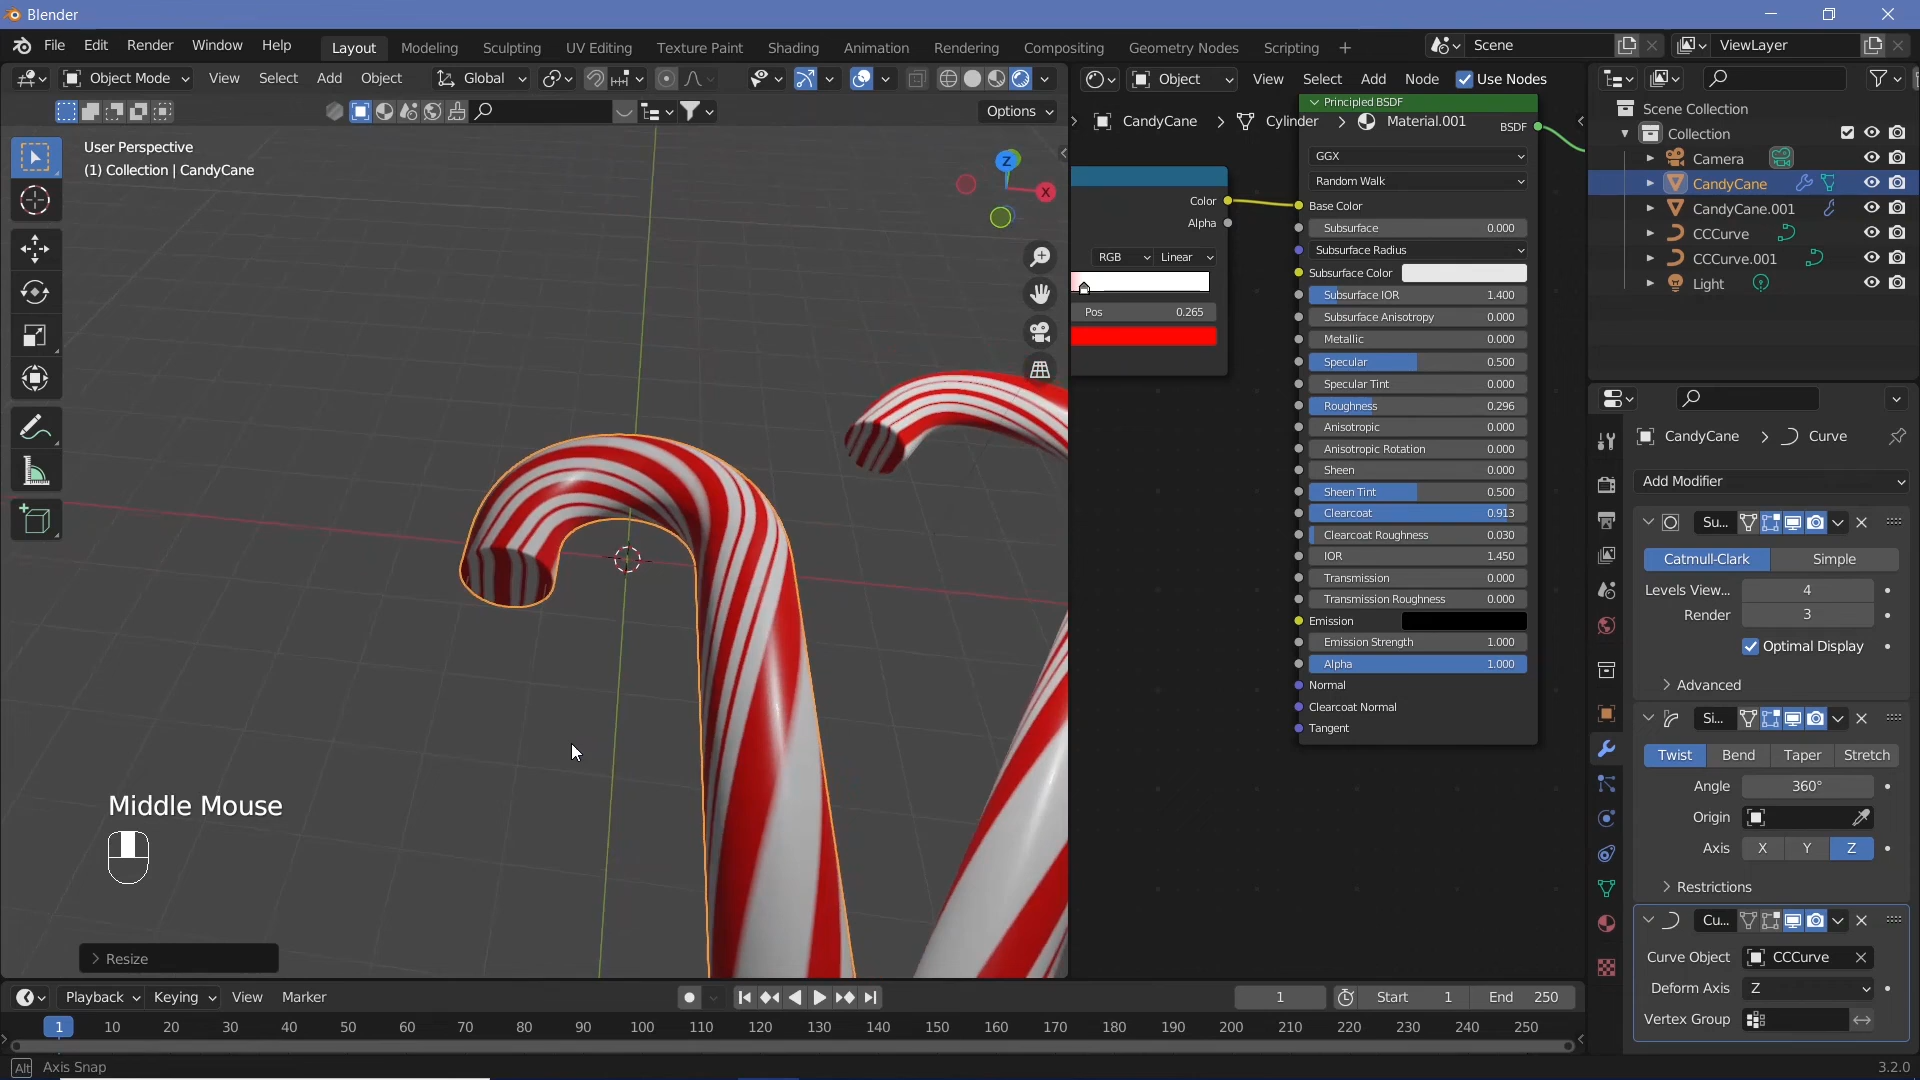 Blender
File Edit Render Window Help
Layout Modeling Sculpting UV Editing Texture Paint Shading Animation Rendering Compositing Geometry Nodes Scripting +
Scene
ViewLayer
Object Mode View Select Add Object Global
Object View Select Add Node Use Nodes
Options
User Perspective
(1) Collection | CandyCane
Z
X
CandyCane > Cylinder > Material.001
Color
Alpha
RGB Linear
Pos 0.265
Principled BSDF
BSDF
GGX
Random Walk
Base Color
Subsurface 0.000
Subsurface Radius
Subsurface Color
Subsurface IOR 1.400
Subsurface Anisotropy 0.000
Metallic 0.000
Specular 0.500
Specular Tint 0.000
Roughness 0.296
Anisotropic 0.000
Anisotropic Rotation 0.000
Sheen 0.000
Sheen Tint 0.500
Clearcoat 0.913
Clearcoat Roughness 0.030
IOR 1.450
Transmission 0.000
Transmission Roughness 0.000
Emission
Emission Strength 1.000
Alpha 1.000
Normal
Clearcoat Normal
Tangent
Scene Collection
Collection
Camera
CandyCane
CandyCane.001
CCCurve
CCCurve.001
Light
CandyCane > Curve
Add Modifier
Su...
Catmull-Clark Simple
Levels View... 4
Render 3
Optimal Display
Advanced
Si...
Twist Bend Taper Stretch
Angle 360°
Origin
Axis X Y Z
Restrictions
Cu...
Curve Object CCCurve
Deform Axis Z
Vertex Group
Middle Mouse
Resize
Playback Keying View Marker
1 Start 1 End 250
1 10 20 30 40 50 60 70 80 90 100 110 120 130 140 150 160 170 180 190 200 210 220 230 240 250
Alt Axis Snap
3.2.0